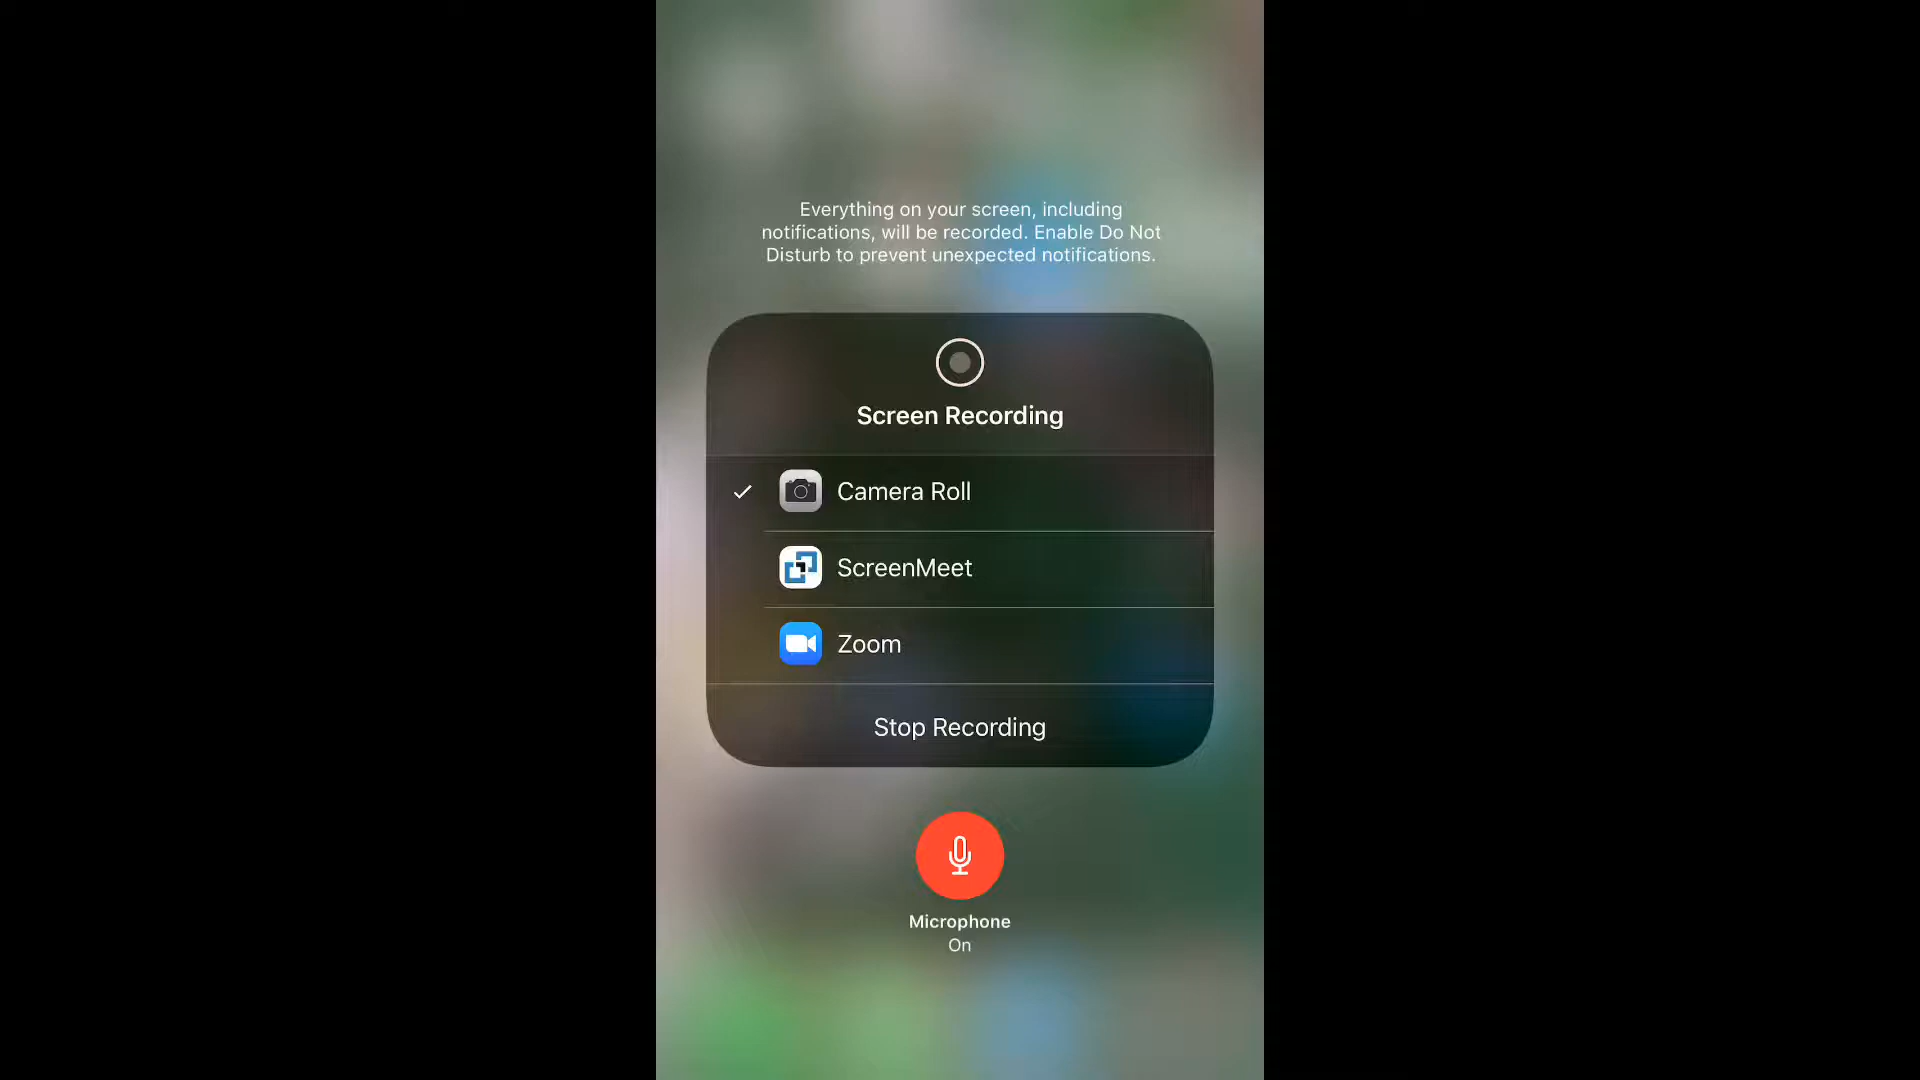 Everything on your screen, including
notifications, will be recorded. Enable Do Not
Disturb to prevent unexpected notifications.
Screen Recording
Camera Roll
ScreenMeet
Zoom
Stop Recording
Microphone
On